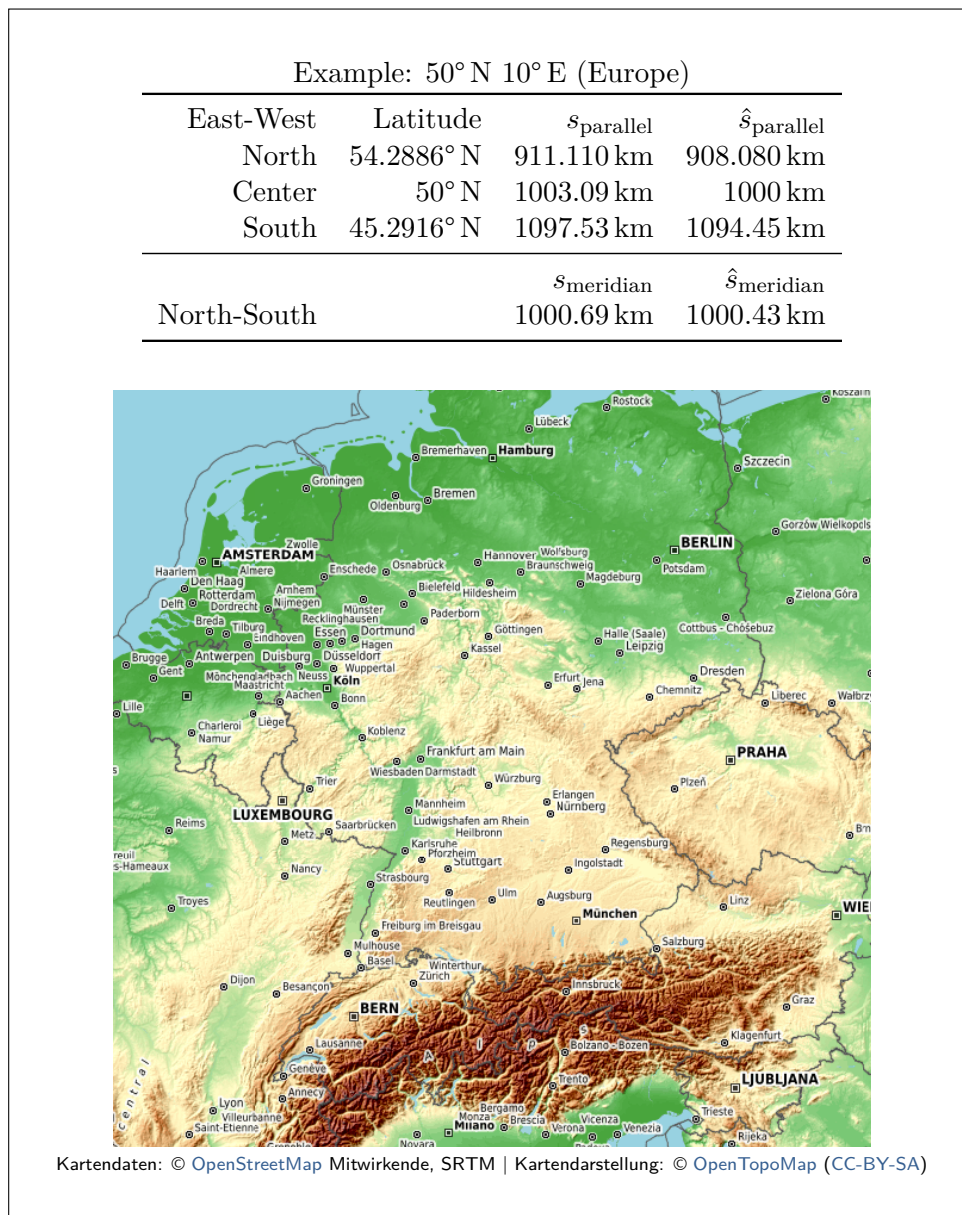 Example: 50° N 10° E (Europe)
East-West Latitude s_parallel ŝ_parallel
North 54.2886° N 911.110 km 908.080 km
Center 50° N 1003.09 km 1000 km
South 45.2916° N 1097.53 km 1094.45 km
s_meridian ŝ_meridian
North-South 1000.69 km 1000.43 km
Rostock
Lübeck
Bremerhaven Hamburg
Szczecin
Groningen
Bremen
Oldenburg
Gorzów Wielkopols
Zwolle
AMSTERDAM
Hannover Wolfsburg
BERLIN
Haarlem Almere
Enschede Osnabrück Braunschweig Potsdam
Den Haag Arnhem Bielefeld Hildesheim Magdeburg
Rotterdam
Delft Dordrecht Nijmegen Münster Zielona Góra
Recklinghausen Paderborn
Breda Tilburg Essen Dortmund Göttingen Cottbus - Chóśebuz
Eindhoven Hagen Halle (Saale)
Brugge Antwerpen Duisburg Düsseldorf Kassel Leipzig
Gent Mönchengladbach Neuss Wuppertal Dresden
Maastricht Köln Erfurt Jena Chemnitz
Lille Aachen Bonn Liberec Wałbrzy
Charleroi Liège
Namur Koblenz
Frankfurt am Main PRAHA
Wiesbaden Darmstadt
Trier Würzburg Plzeň
LUXEMBOURG Mannheim Erlangen
Nürnberg
Reims Saarbrücken Ludwigshafen am Rhein
Metz Heilbronn Brn
Karlsruhe Regensburg
reuil Pforzheim
s-Hameaux Nancy Stuttgart Ingolstadt
Strasbourg
Troyes Reutlingen Ulm Augsburg Linz
München WIE
Freiburg im Breisgau
Mulhouse Salzburg
Basel Winterthur
Dijon Besançon Zürich Innsbruck
BERN Graz
Lausanne A l p s Klagenfurt
Bolzano - Bozen
central Genève
Annecy Trento LJUBLJANA
Lyon Bergamo
Villeurbanne Monza Brescia Vicenza Trieste
Saint-Etienne Milano Verona Venezia
Grenoble Novara Rijeka
Kartendaten: © OpenStreetMap Mitwirkende, SRTM | Kartendarstellung: © OpenTopoMap (CC-BY-SA)